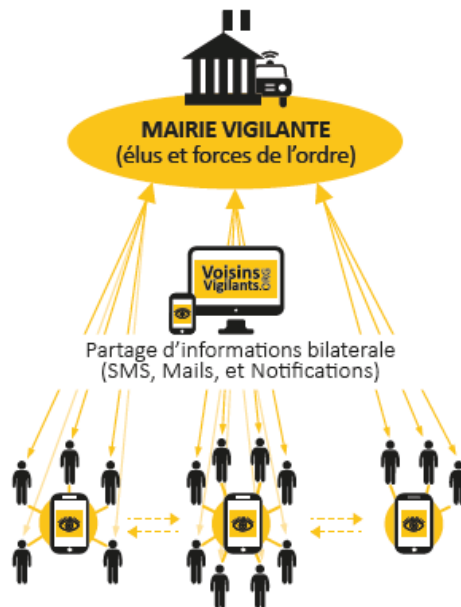 MAIRIE VIGILANTE
(élus et forces de l'ordre)
Voisins
Vigilants.ORG
Partage d'informations bilaterale
(SMS, Mails, et Notifications)